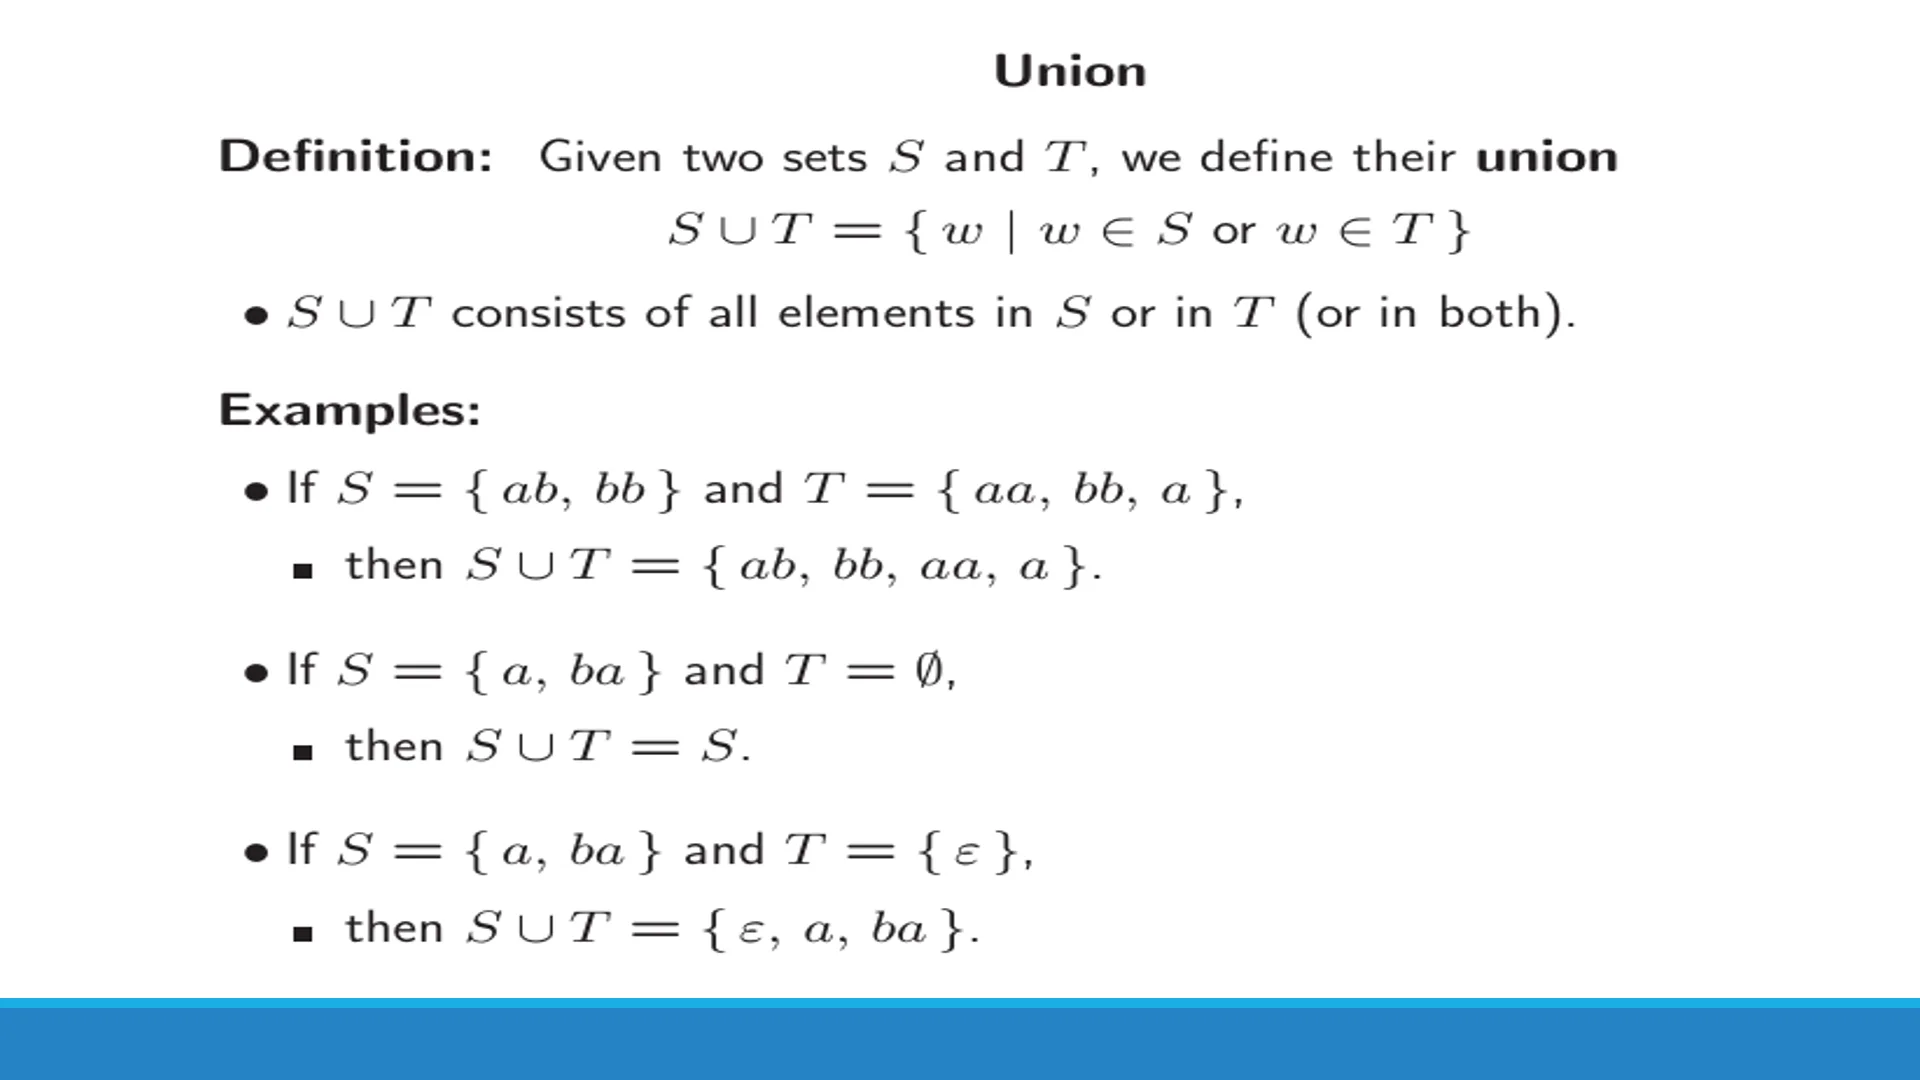 Union
Definition: Given two sets S and T, we define their union
S ∪ T = { w | w ∈ S or w ∈ T }
• S ∪ T consists of all elements in S or in T (or in both).
Examples:
• If S = { ab, bb } and T = { aa, bb, a },
▪ then S ∪ T = { ab, bb, aa, a }.
• If S = { a, ba } and T = ∅,
▪ then S ∪ T = S.
• If S = { a, ba } and T = { ε },
▪ then S ∪ T = { ε, a, ba }.